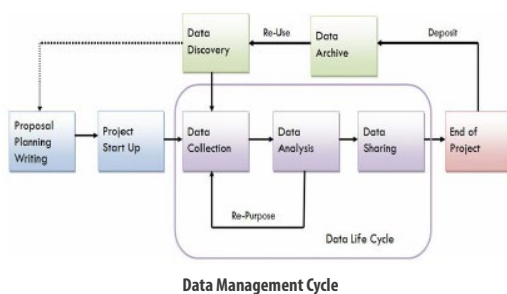 Data
Discovery
Re-Use
Data
Archive
Deposit
Proposal
Planning
Writing
Project
Start Up
Data
Collection
Data
Analysis
Data
Sharing
End of
Project
Re-Purpose
Data Life Cycle
Data Management Cycle